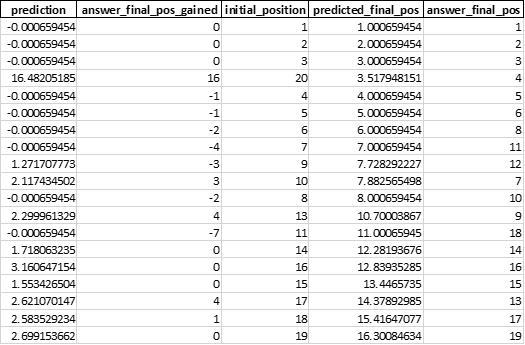 prediction answer_final_pos_gained initial_position predicted_final_pos answer_final_pos
-0.000659454 0 1 1.000659454 1
-0.000659454 0 2 2.000659454 2
-0.000659454 0 3 3.000659454 3
16.48205185 16 20 3.517948151 4
-0.000659454 -1 4 4.000659454 5
-0.000659454 -1 5 5.000659454 6
-0.000659454 -2 6 6.000659454 8
-0.000659454 -4 7 7.000659454 11
1.271707773 -3 9 7.728292227 12
2.117434502 3 10 7.882565498 7
-0.000659454 -2 8 8.000659454 10
2.299961329 4 13 10.70003867 9
-0.000659454 -7 11 11.00065945 18
1.718063235 0 14 12.28193676 14
3.160647154 0 16 12.83935285 16
1.553426504 0 15 13.4465735 15
2.621070147 4 17 14.37892985 13
2.583529234 1 18 15.41647077 17
2.699153662 0 19 16.30084634 19